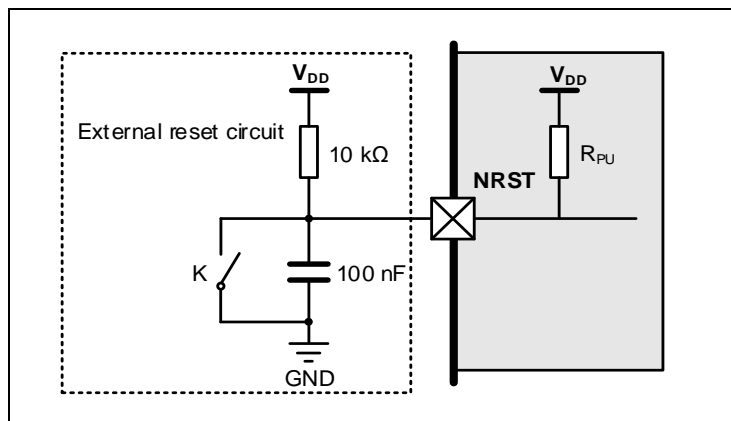 VDD
External reset circuit
10 kΩ
K
100 nF
GND
VDD
RPU
NRST